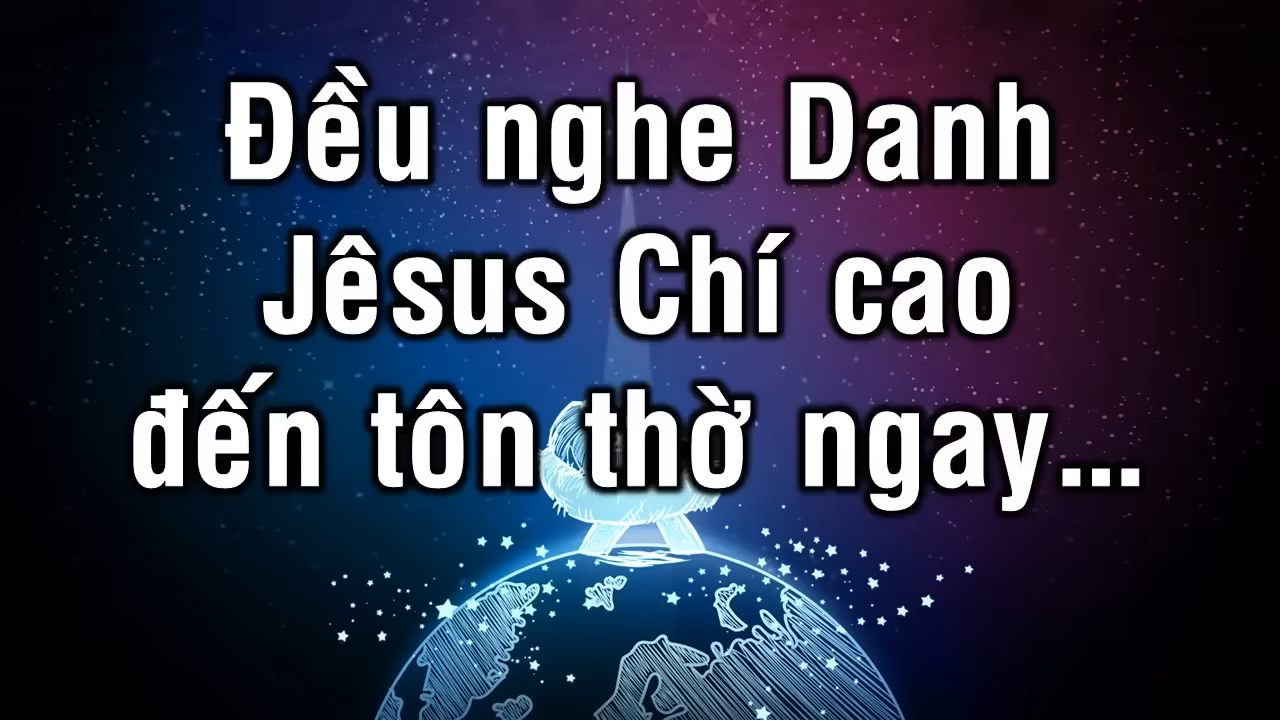 Đều nghe Danh
Jêsus Chí cao
đến tôn thờ ngay...